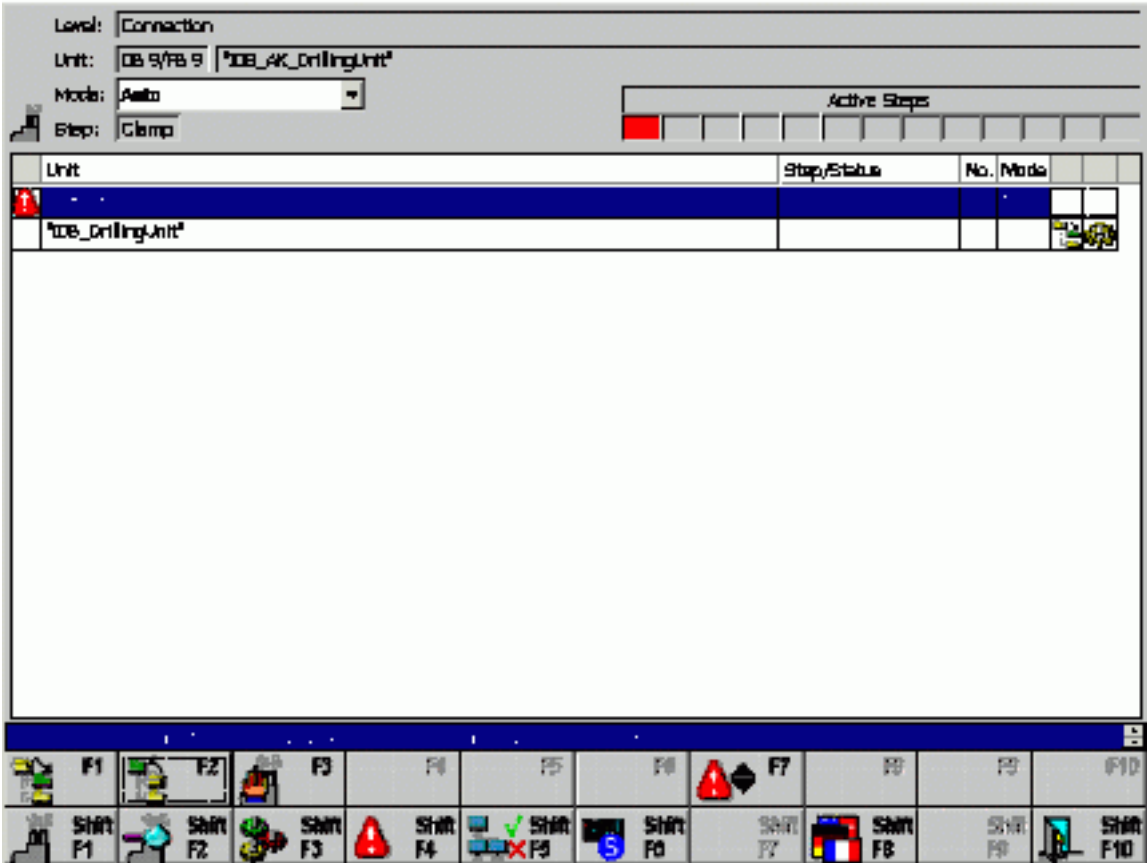 Level: Connection
Unit: DB 9/FB 9 "IDB_AK_DrillingUnit"
Mode: Auto
Active Steps
Step: Clamp
Unit Step/Status No. Mode
"IDB_DrillingUnit"
F1 F2 F3 F4 F5 F6 F7 F8 F9 F10
Shift Shift Shift Shift Shift Shift Shift Shift Shift Shift
F1 F2 F3 F4 F5 F6 F7 F8 F9 F10